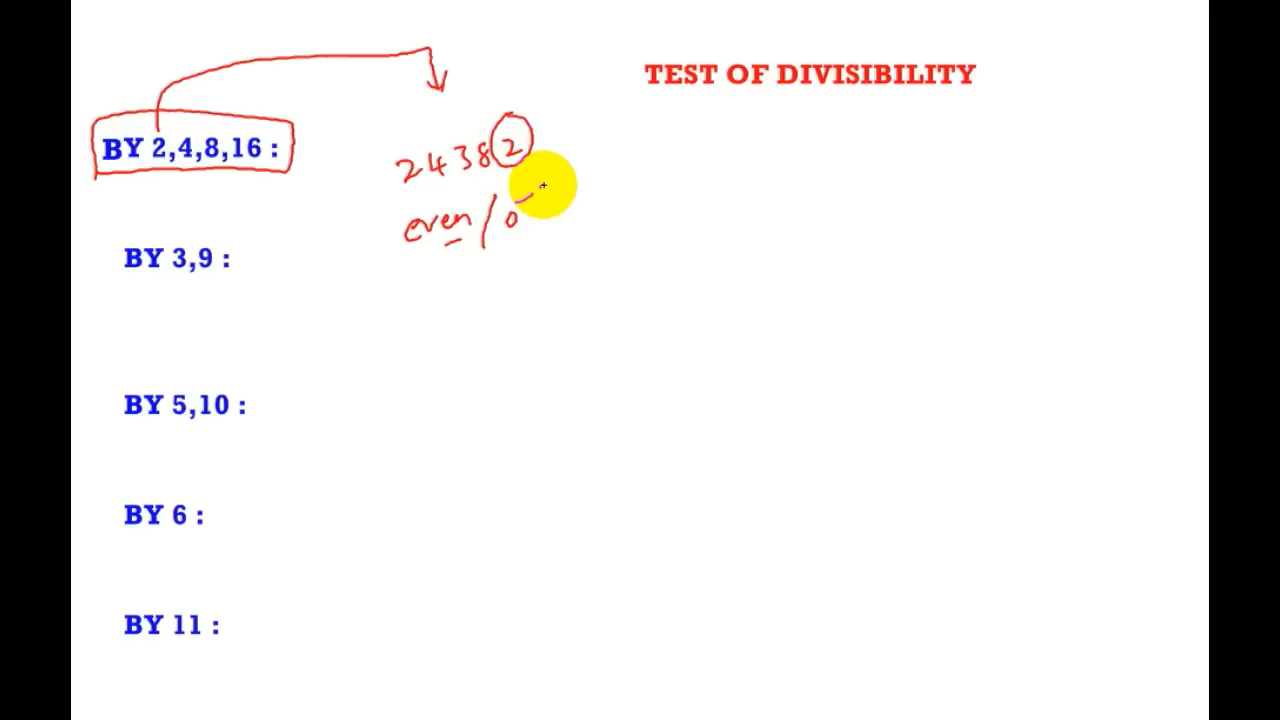 TEST OF DIVISIBILITY
BY 2,4,8,16 :
24382
even/0
BY 3,9 :
BY 5,10 :
BY 6 :
BY 11 :